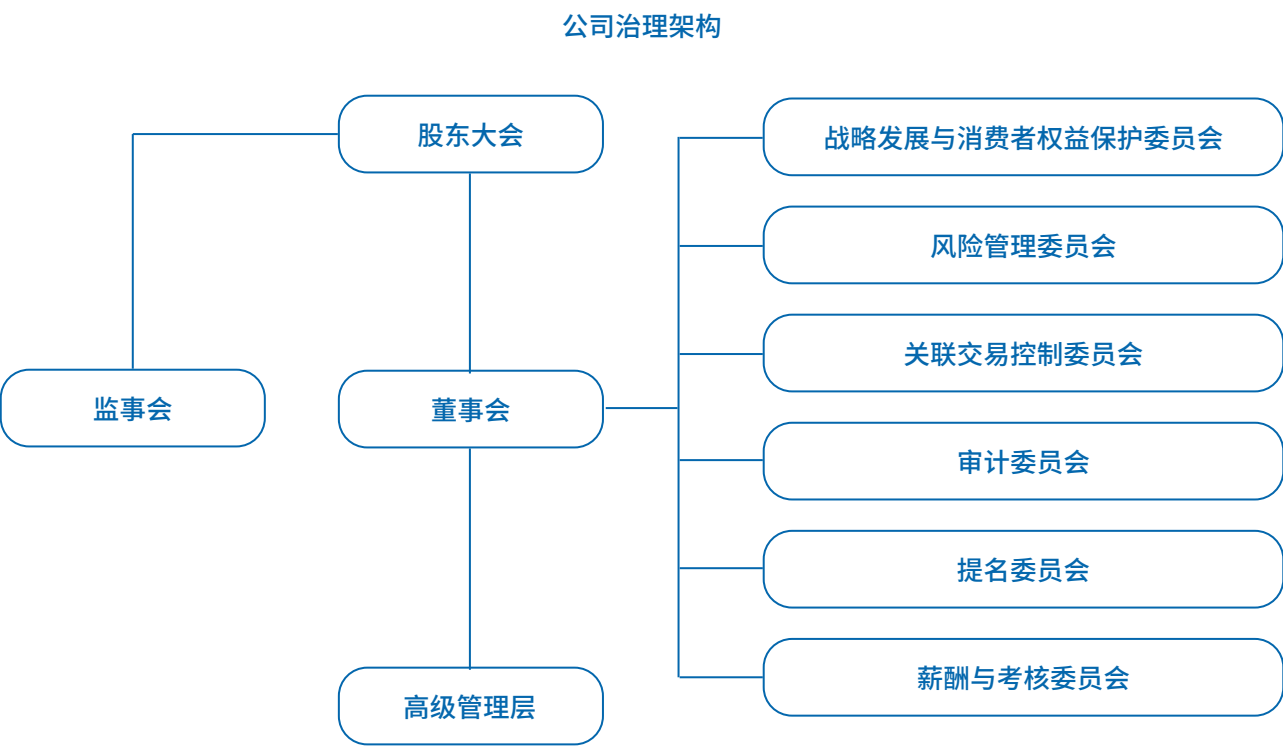 公司治理架构
股东大会
监事会
董事会
高级管理层
战略发展与消费者权益保护委员会
风险管理委员会
关联交易控制委员会
审计委员会
提名委员会
薪酬与考核委员会